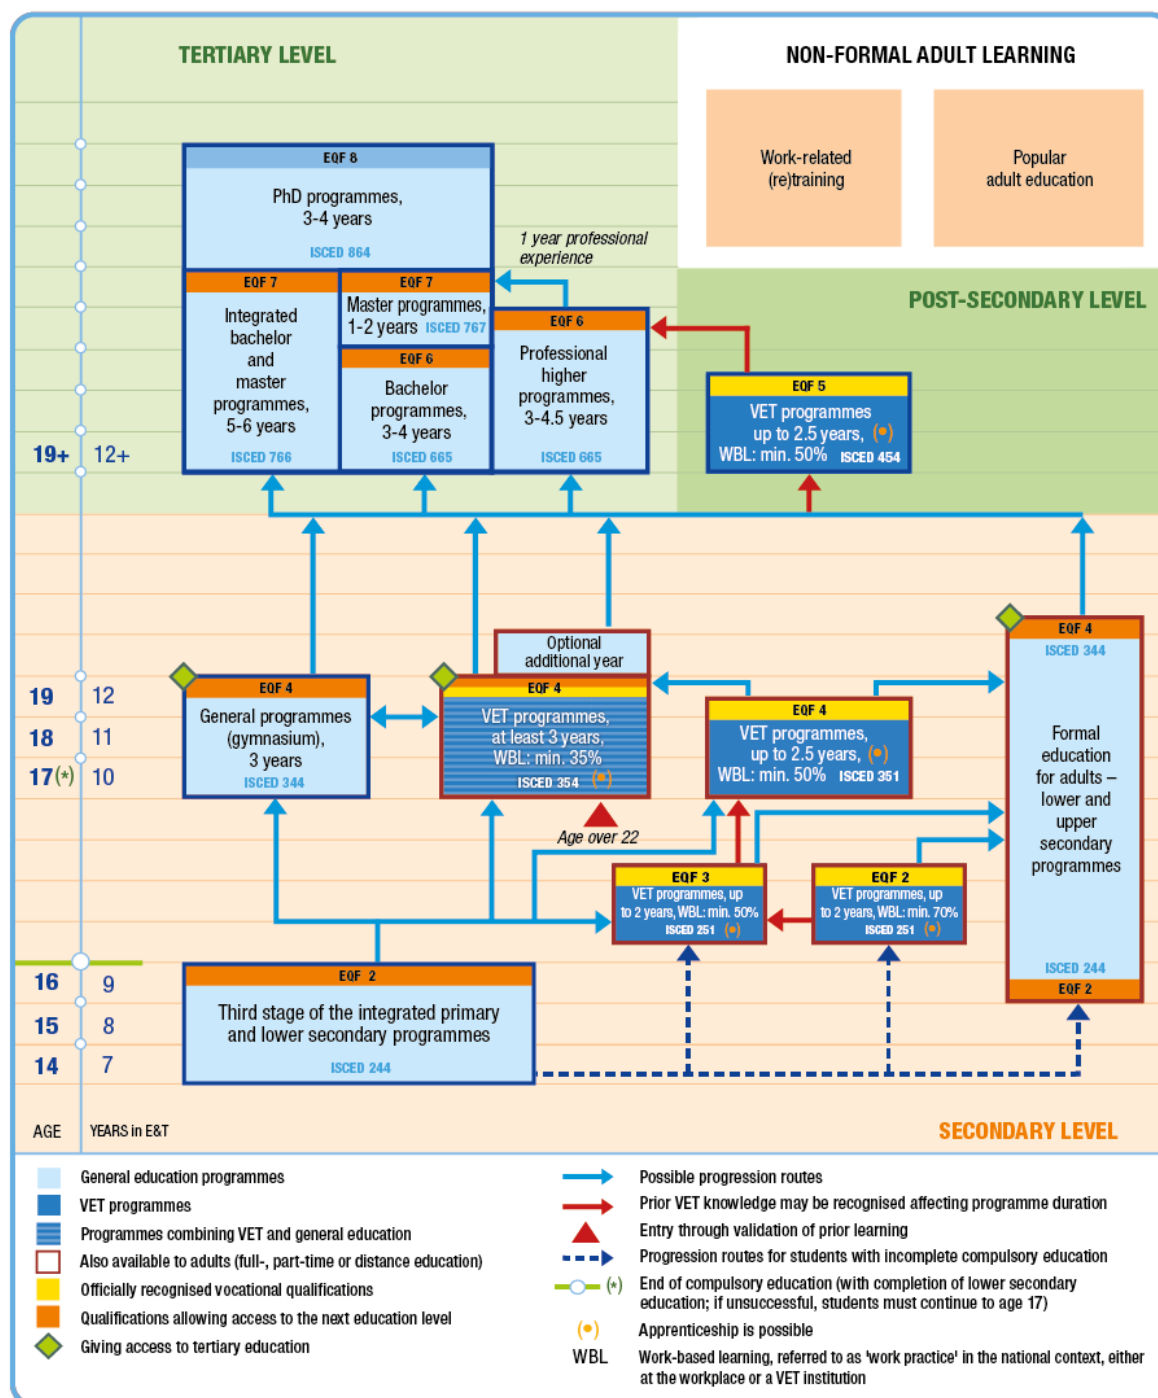 TERTIARY LEVEL
NON-FORMAL ADULT LEARNING
Work-related
(re)training
Popular
adult education
EQF 8
PhD programmes,
3-4 years
ISCED 864
1 year professional
experience
POST-SECONDARY LEVEL
EQF 7
Integrated
bachelor
and
master
programmes,
5-6 years
ISCED 766
EQF 7
Master programmes,
1-2 years ISCED 767
EQF 6
Bachelor
programmes,
3-4 years
ISCED 665
EQF 6
Professional
higher
programmes,
3-4.5 years
ISCED 665
EQF 5
VET programmes
up to 2.5 years, (•)
WBL: min. 50% ISCED 454
19+ 12+
Optional
additional year
EQF 4
General programmes
(gymnasium),
3 years
ISCED 344
EQF 4
VET programmes,
at least 3 years,
WBL: min. 35%
ISCED 354 (•)
Age over 22
EQF 4
VET programmes,
up to 2.5 years, (•)
WBL: min. 50% ISCED 351
EQF 4
ISCED 344
Formal
education
for adults –
lower and
upper
secondary
programmes
ISCED 244
EQF 2
19 12
18 11
17(*) 10
EQF 3
VET programmes, up
to 2 years, WBL: min. 50%
ISCED 251 (•)
EQF 2
VET programmes, up
to 2 years, WBL: min. 70%
ISCED 251 (•)
EQF 2
Third stage of the integrated primary
and lower secondary programmes
ISCED 244
16 9
15 8
14 7
AGE YEARS in E&T
SECONDARY LEVEL
General education programmes
VET programmes
Programmes combining VET and general education
Also available to adults (full-, part-time or distance education)
Officially recognised vocational qualifications
Qualifications allowing access to the next education level
Giving access to tertiary education
Possible progression routes
Prior VET knowledge may be recognised affecting programme duration
Entry through validation of prior learning
Progression routes for students with incomplete compulsory education
(*) End of compulsory education (with completion of lower secondary
education; if unsuccessful, students must continue to age 17)
(•) Apprenticeship is possible
WBL Work-based learning, referred to as 'work practice' in the national context, either
at the workplace or a VET institution